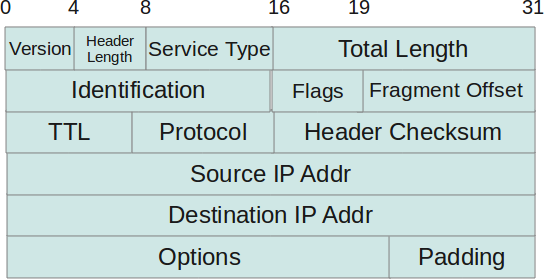 0 4 8 16 19 31
Version Header Length Service Type Total Length
Identification Flags Fragment Offset
TTL Protocol Header Checksum
Source IP Addr
Destination IP Addr
Options Padding